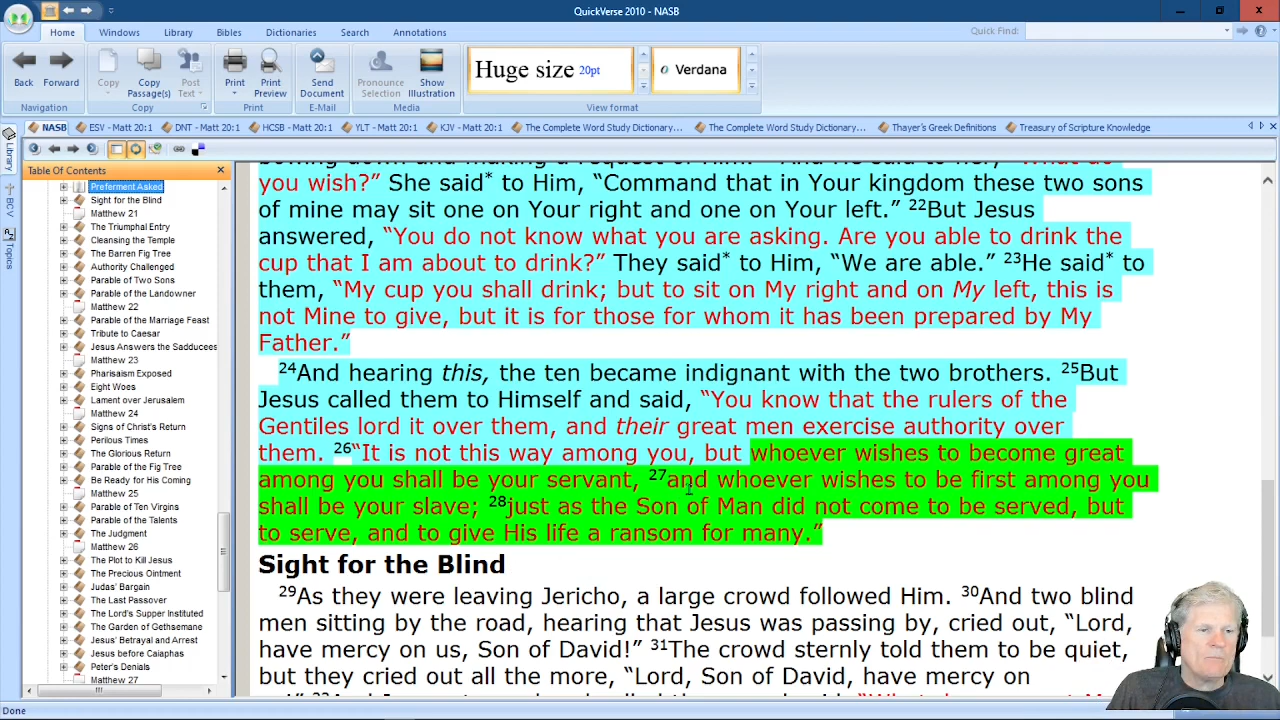 QuickVerse 2010 - NASB
Home Windows Library Bibles Dictionaries Search Annotations Quick Find:
Back Forward Copy Copy Passage(s) Post Text Print Print Preview Send Document Pronounce Selection Show Illustration Huge size 20pt Verdana
Navigation Copy Print E-Mail Media View format
NASB ESV - Matt 20:1 DNT - Matt 20:1 HCSB - Matt 20:1 YLT - Matt 20:1 KJV - Matt 20:1 The Complete Word Study Dictionary... The Complete Word Study Dictionary... Thayer's Greek Definitions Treasury of Scripture Knowledge
Library
BCV
Topics
Table Of Contents
Preferment Asked
Sight for the Blind
Matthew 21
The Triumphal Entry
Cleansing the Temple
The Barren Fig Tree
Authority Challenged
Parable of Two Sons
Parable of the Landowner
Matthew 22
Parable of the Marriage Feast
Tribute to Caesar
Jesus Answers the Sadducees
Matthew 23
Pharisaism Exposed
Eight Woes
Lament over Jerusalem
Matthew 24
Signs of Christ's Return
Perilous Times
The Glorious Return
Parable of the Fig Tree
Be Ready for His Coming
Matthew 25
Parable of Ten Virgins
Parable of the Talents
The Judgment
Matthew 26
The Plot to Kill Jesus
The Precious Ointment
Judas' Bargain
The Last Passover
The Lord's Supper Instituted
The Garden of Gethsemane
Jesus' Betrayal and Arrest
Jesus before Caiaphas
Peter's Denials
Matthew 27
you wish?” She said* to Him, “Command that in Your kingdom these two sons
of mine may sit one on Your right and one on Your left.” 22But Jesus
answered, “You do not know what you are asking. Are you able to drink the
cup that I am about to drink?” They said* to Him, “We are able.” 23He said* to
them, “My cup you shall drink; but to sit on My right and on My left, this is
not Mine to give, but it is for those for whom it has been prepared by My
Father.”
24And hearing this, the ten became indignant with the two brothers. 25But
Jesus called them to Himself and said, “You know that the rulers of the
Gentiles lord it over them, and their great men exercise authority over
them. 26“It is not this way among you, but whoever wishes to become great
among you shall be your servant, 27and whoever wishes to be first among you
shall be your slave; 28just as the Son of Man did not come to be served, but
to serve, and to give His life a ransom for many.”
Sight for the Blind
29As they were leaving Jericho, a large crowd followed Him. 30And two blind
men sitting by the road, hearing that Jesus was passing by, cried out, “Lord,
have mercy on us, Son of David!” 31The crowd sternly told them to be quiet,
but they cried out all the more, “Lord, Son of David, have mercy on
Done